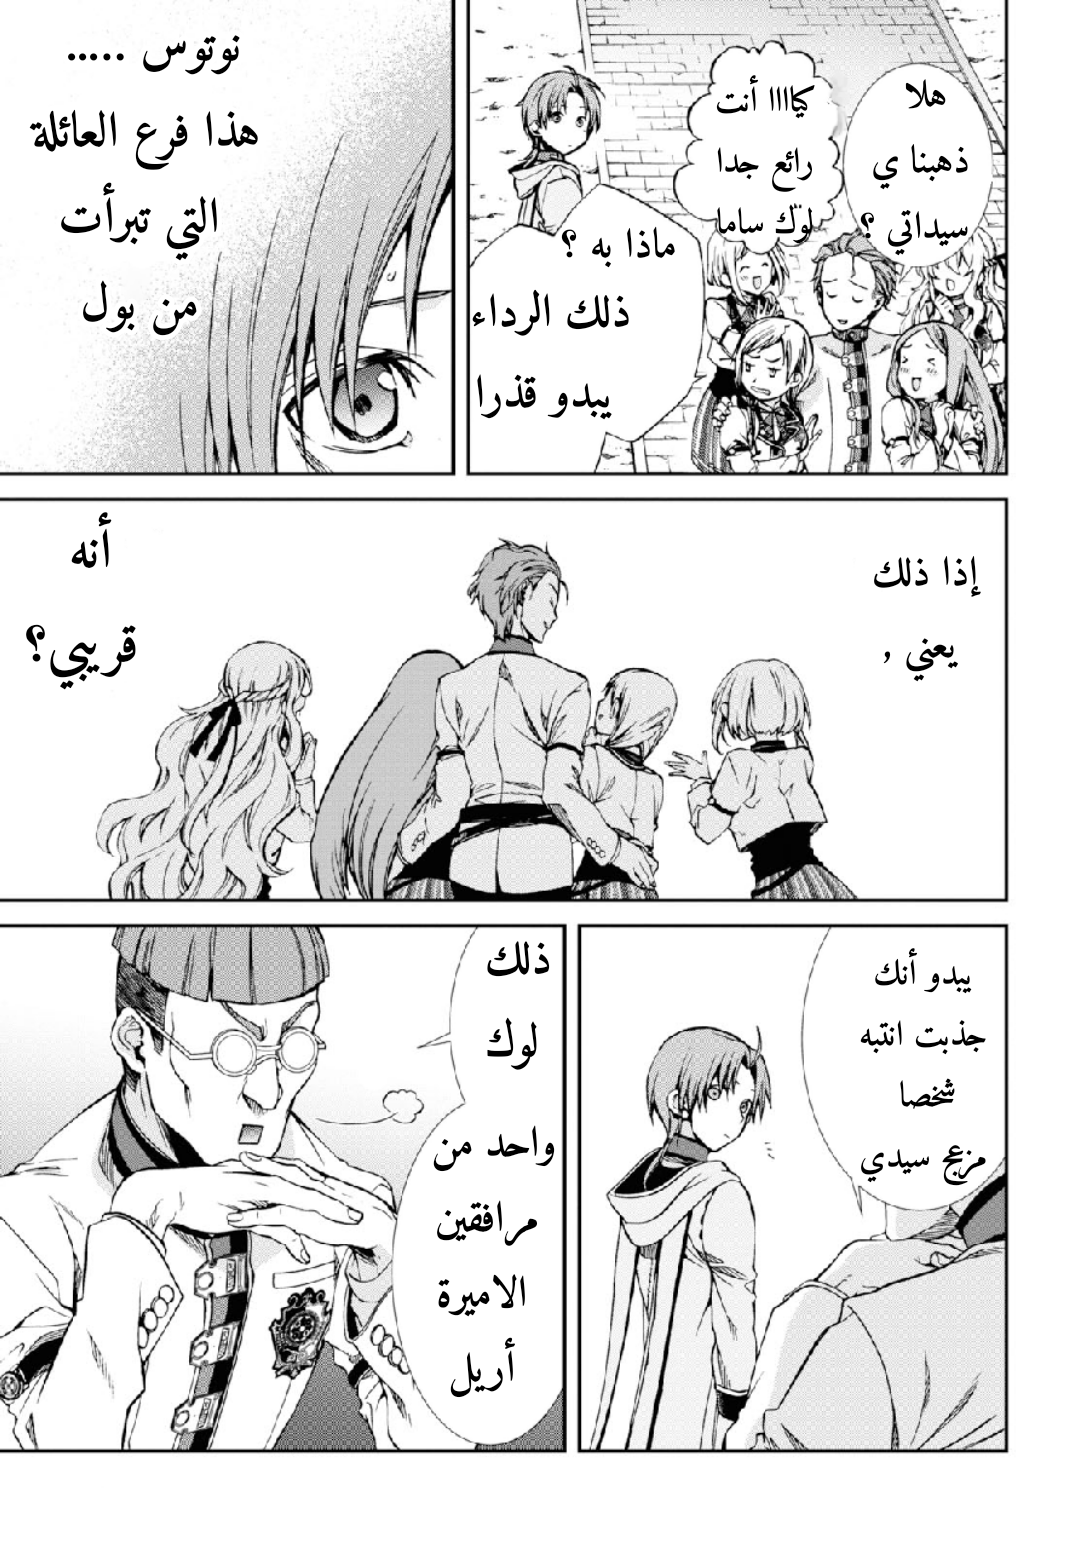 هلا
ذهبنا ي
سيداتي ؟
كياااا أنت
رائع جدا
لوك ساما
ماذا به ؟
ذلك الرداء
يبدو قذرا
نوتوس .....
هذا فرع العائلة
التي تبرأت
من بول
إذا ذلك
يعني ,
أنه
قريبي؟
يبدو أنك
جذبت انتبه
شخصا
مزعج سيدي
ذلك
لوك
واحد من
مرافقين
الاميرة
أريل